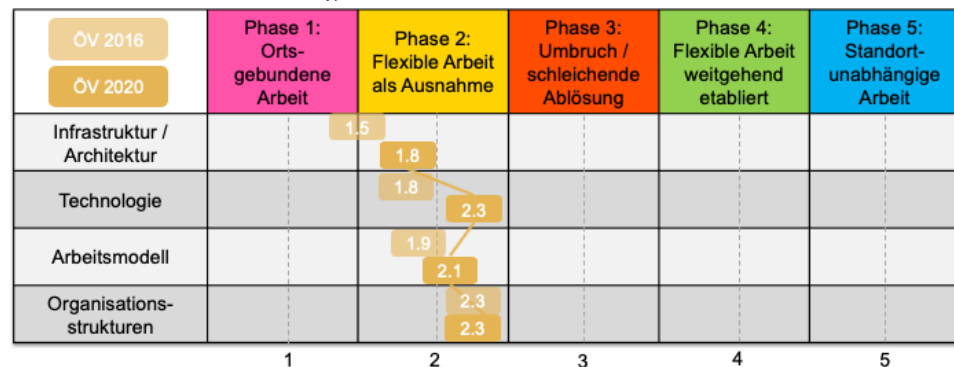 ÖV 2016
ÖV 2020
Phase 1:
Orts-
gebundene
Arbeit
Phase 2:
Flexible Arbeit
als Ausnahme
Phase 3:
Umbruch /
schleichende
Ablösung
Phase 4:
Flexible Arbeit
weitgehend
etabliert
Phase 5:
Standort-
unabhängige
Arbeit
Infrastruktur /
Architektur
1.5
1.8
Technologie
1.8
2.3
Arbeitsmodell
1.9
2.1
Organisations-
strukturen
2.3
2.3
1 2 3 4 5